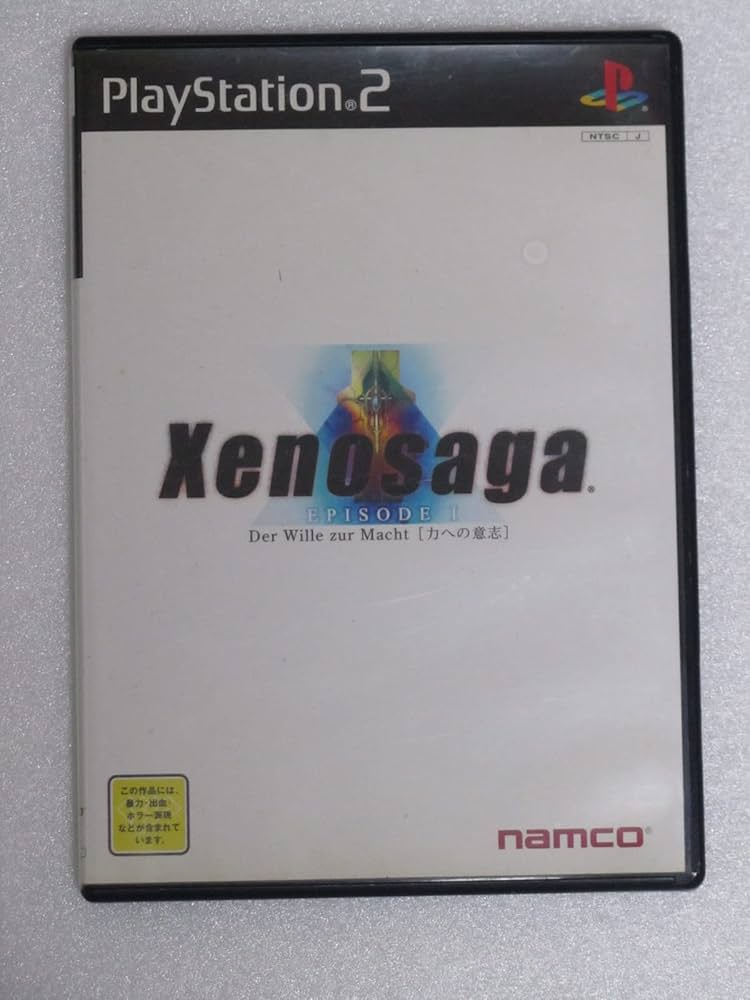 PlayStation®2
NTSC J
Xenosaga®
EPISODE I
Der Wille zur Macht [力への意志]
この作品には、
暴力・出血・
ホラー表現
などが含まれて
います。
namco®